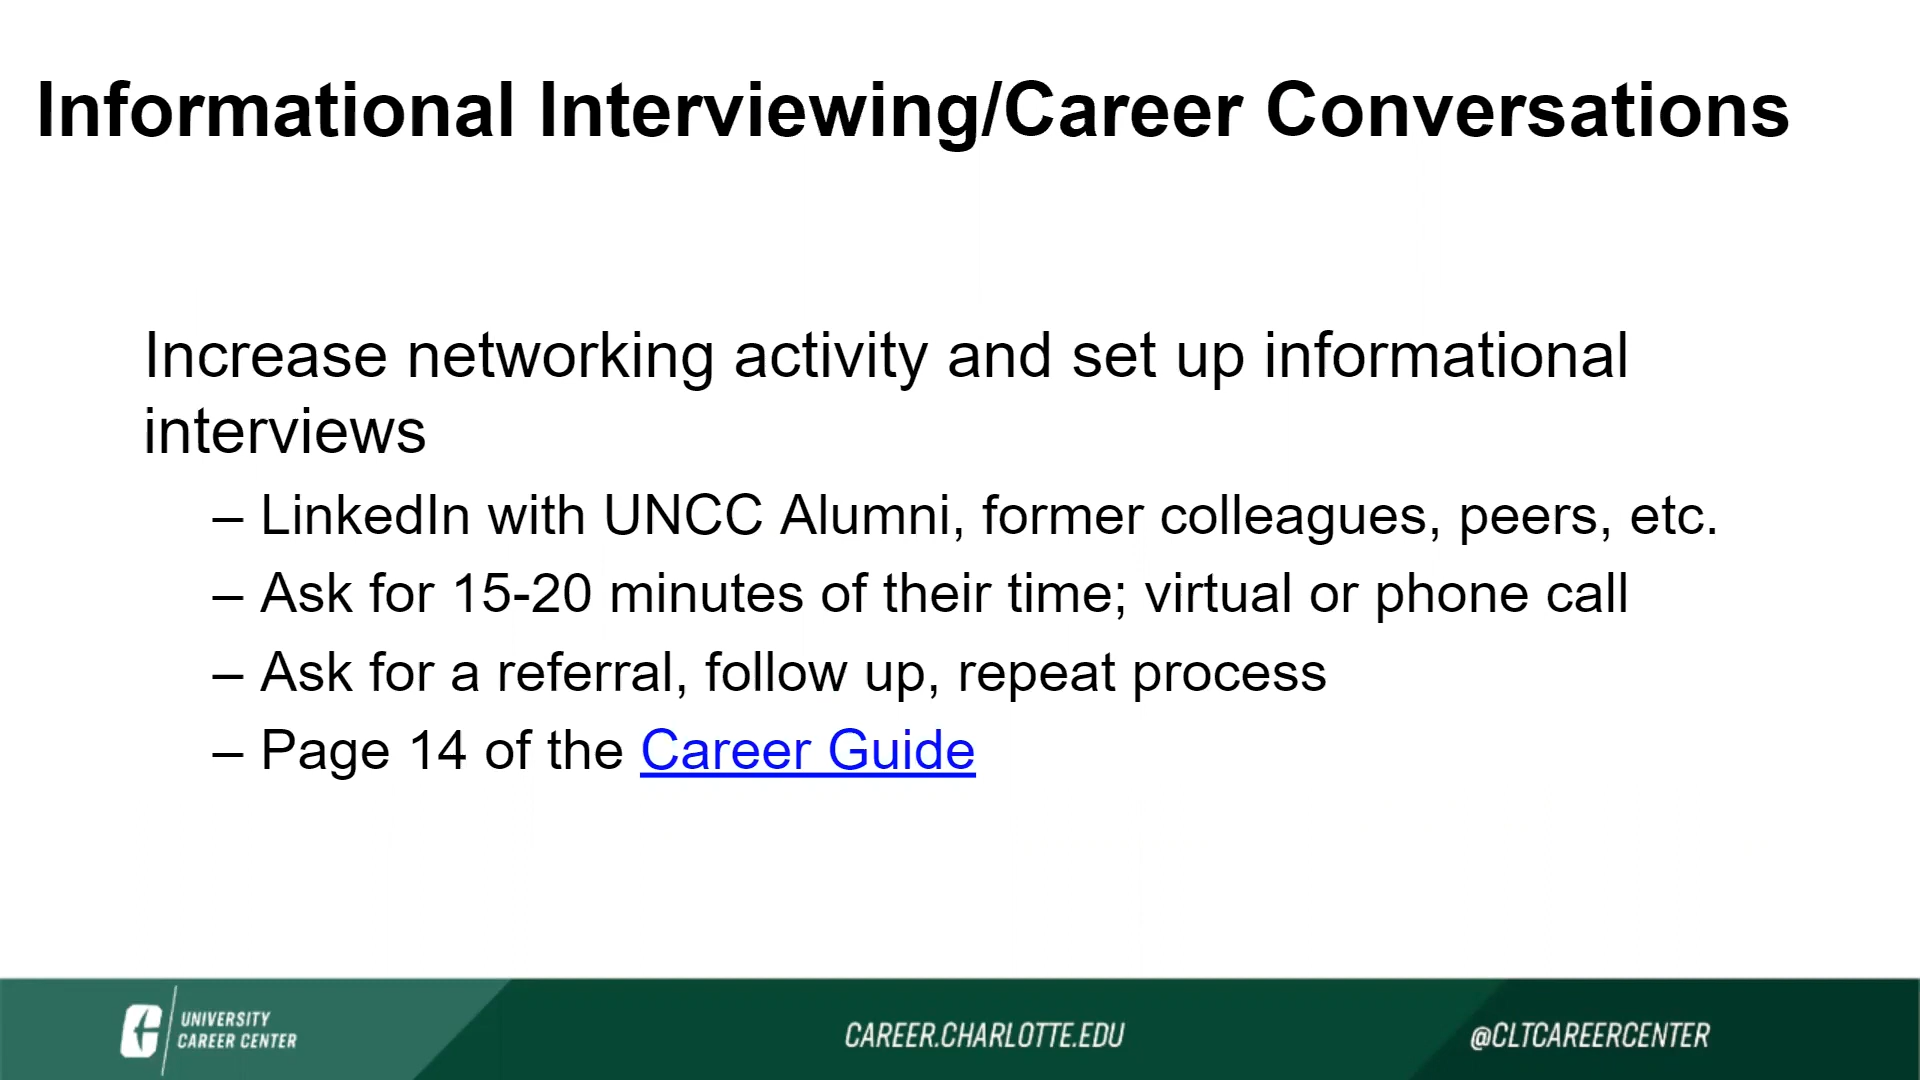 Informational Interviewing/Career Conversations
Increase networking activity and set up informational
interviews
– LinkedIn with UNCC Alumni, former colleagues, peers, etc.
– Ask for 15-20 minutes of their time; virtual or phone call
– Ask for a referral, follow up, repeat process
– Page 14 of the Career Guide
UNIVERSITY
CAREER CENTER
CAREER.CHARLOTTE.EDU
@CLTCAREERCENTER